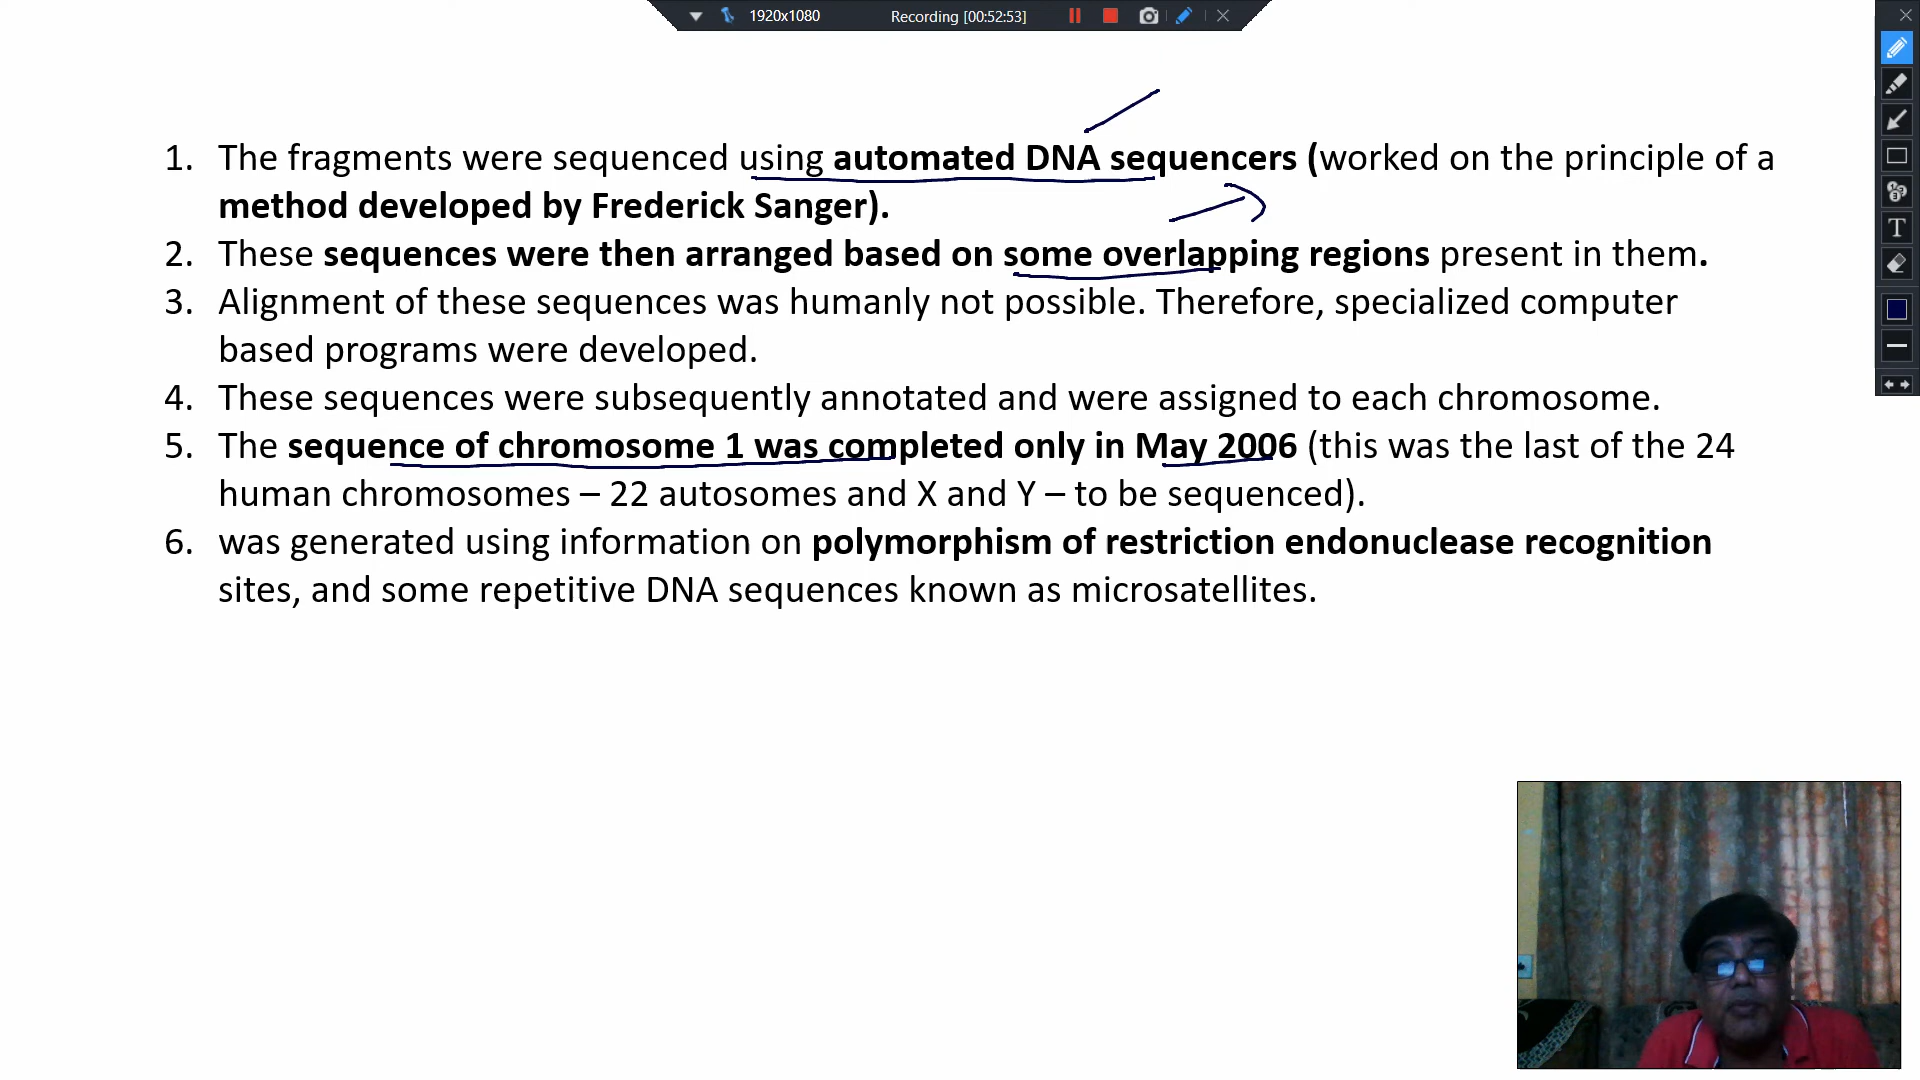 1920x1080 Recording [00:52:53]
1. The fragments were sequenced using automated DNA sequencers (worked on the principle of a
method developed by Frederick Sanger).
2. These sequences were then arranged based on some overlapping regions present in them.
3. Alignment of these sequences was humanly not possible. Therefore, specialized computer
based programs were developed.
4. These sequences were subsequently annotated and were assigned to each chromosome.
5. The sequence of chromosome 1 was completed only in May 2006 (this was the last of the 24
human chromosomes – 22 autosomes and X and Y – to be sequenced).
6. was generated using information on polymorphism of restriction endonuclease recognition
sites, and some repetitive DNA sequences known as microsatellites.
T